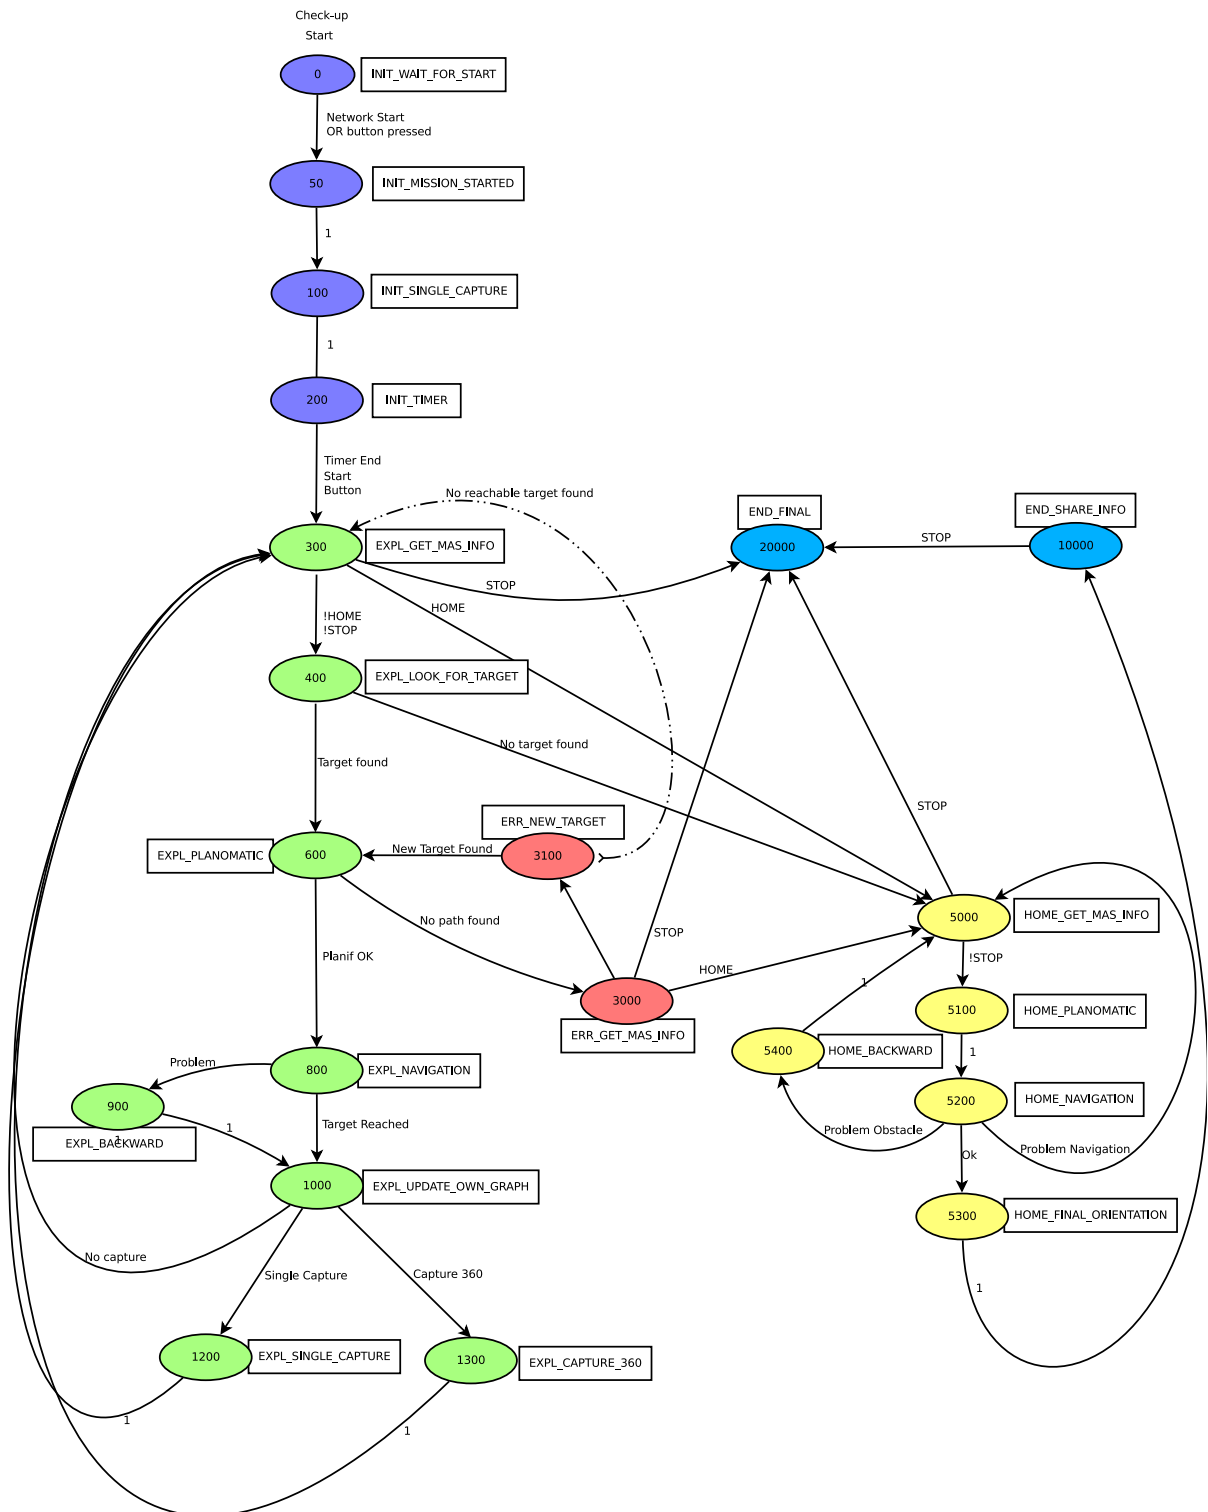 Check-up
Start
0
INIT_WAIT_FOR_START
Network Start
OR button pressed
50
INIT_MISSION_STARTED
1
100
INIT_SINGLE_CAPTURE
1
200
INIT_TIMER
Timer End
Start
Button
No reachable target found
END_FINAL
END_SHARE_INFO
300
EXPL_GET_MAS_INFO
20000
STOP
10000
STOP
HOME
!HOME
!STOP
400
EXPL_LOOK_FOR_TARGET
No target found
Target found
STOP
ERR_NEW_TARGET
EXPL_PLANOMATIC
600
New Target Found
3100
No path found
5000
HOME_GET_MAS_INFO
STOP
Planif OK
!STOP
HOME
1
3000
ERR_GET_MAS_INFO
5100
HOME_PLANOMATIC
5400
HOME_BACKWARD
1
Problem
800
EXPL_NAVIGATION
900
EXPL_BACKWARD
1
1
Target Reached
5200
HOME_NAVIGATION
Problem Obstacle
Ok
Problem Navigation
1000
EXPL_UPDATE_OWN_GRAPH
5300
HOME_FINAL_ORIENTATION
No capture
Single Capture
Capture 360
1
1200
EXPL_SINGLE_CAPTURE
1300
EXPL_CAPTURE_360
1
1